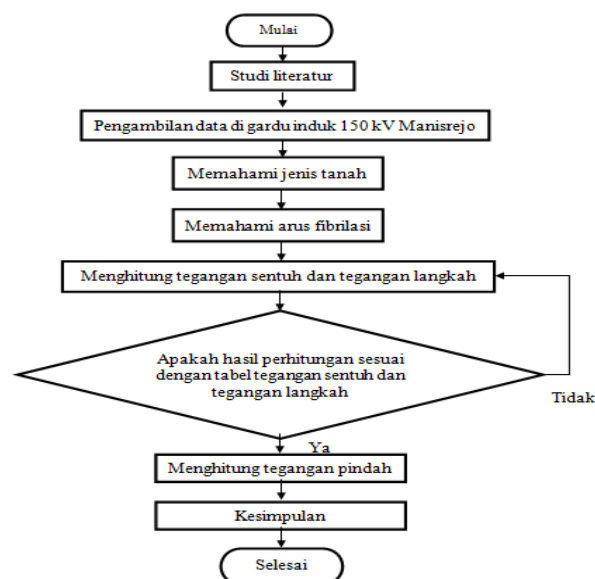 Mulai
Studi literatur
Pengambilan data di gardu induk 150 kV Manisrejo
Memahami jenis tanah
Memahami arus fibrilasi
Menghitung tegangan sentuh dan tegangan langkah
Apakah hasil perhitungan sesuai
dengan tabel tegangan sentuh dan
tegangan langkah
Tidak
Ya
Menghitung tegangan pindah
Kesimpulan
Selesai